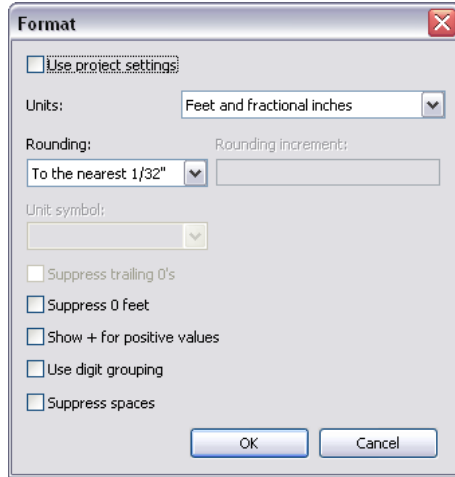 Format
Use project settings
Units: Feet and fractional inches
Rounding: Rounding increment:
To the nearest 1/32"
Unit symbol:
Suppress trailing 0's
Suppress 0 feet
Show + for positive values
Use digit grouping
Suppress spaces
OK Cancel